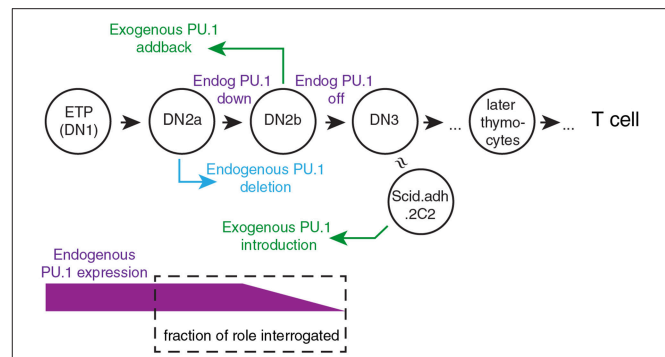 Exogenous PU.1
addback
Endog PU.1
down
Endog PU.1
off
ETP
(DN1)
DN2a
DN2b
DN3
...
later
thymo-
cytes
...
T cell
Endogenous PU.1
deletion
≈
Scid.adh
.2C2
Exogenous PU.1
introduction
Endogenous
PU.1 expression
fraction of role interrogated